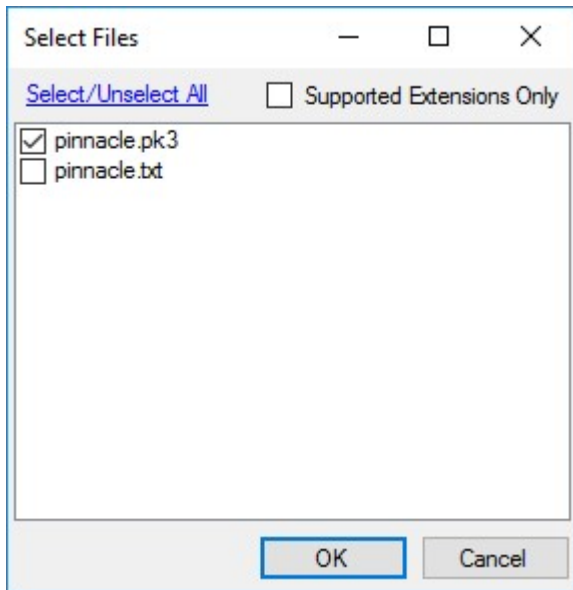 Select Files
Select/Unselect All Supported Extensions Only
pinnacle.pk3
pinnacle.txt
OK Cancel